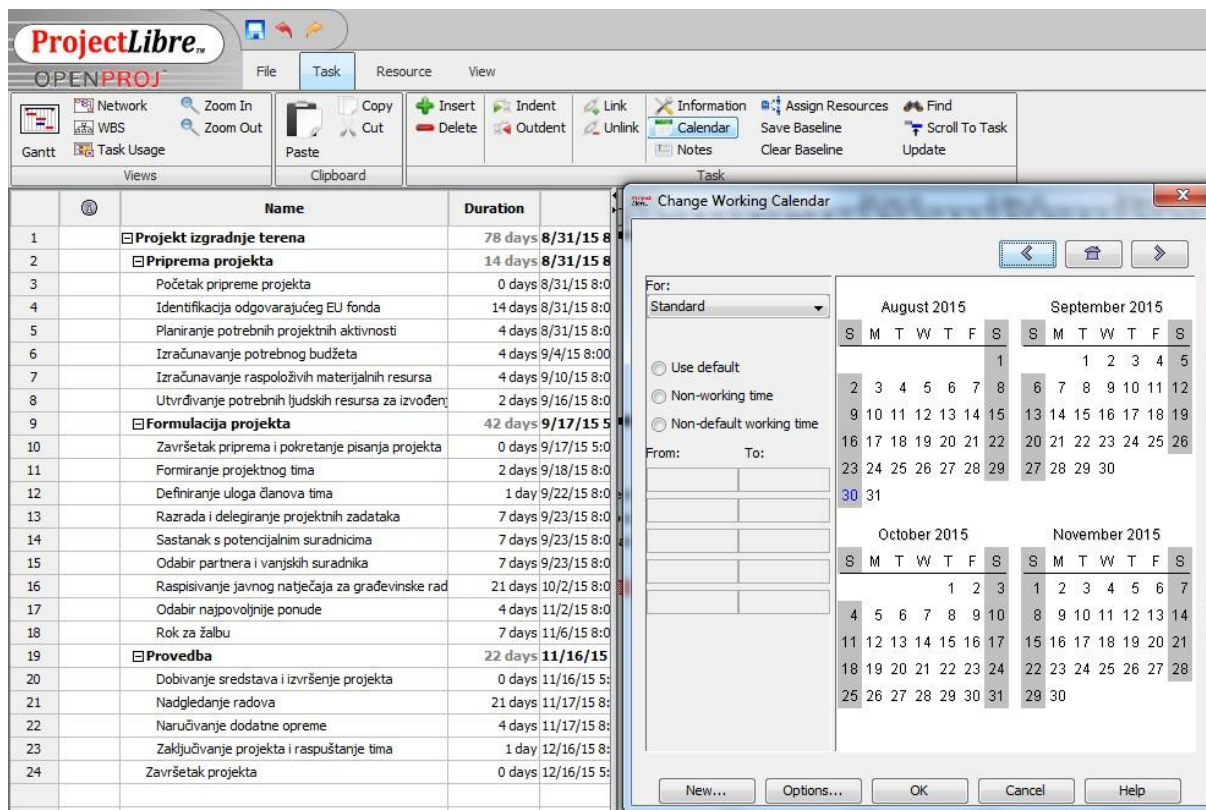 ProjectLibre™
OPENPROJ™
File Task Resource View
Network Zoom In Copy Insert Indent Link Information Assign Resources Find
WBS Zoom Out Cut Delete Outdent Unlink Calendar Save Baseline Scroll To Task
Gantt Task Usage Paste Notes Clear Baseline Update
Views Clipboard Task
Name Duration
1 Projekt izgradnje terena 78 days 8/31/15 8
2 Priprema projekta 14 days 8/31/15 8
3 Početak pripreme projekta 0 days 8/31/15 8:0
4 Identifikacija odgovarajućeg EU fonda 14 days 8/31/15 8:0
5 Planiranje potrebnih projektnih aktivnosti 4 days 8/31/15 8:0
6 Izračunavanje potrebnog budžeta 4 days 9/4/15 8:00
7 Izračunavanje raspoloživih materijalnih resursa 4 days 9/10/15 8:0
8 Utvrđivanje potrebnih ljudskih resursa za izvođenj 2 days 9/16/15 8:0
9 Formulacija projekta 42 days 9/17/15 5
10 Završetak priprema i pokretanje pisanja projekta 0 days 9/17/15 5:0
11 Formiranje projektnog tima 2 days 9/18/15 8:0
12 Definiranje uloga članova tima 1 day 9/22/15 8:0
13 Razrada i delegiranje projektnih zadataka 7 days 9/23/15 8:0
14 Sastanak s potencijalnim suradnicima 7 days 9/23/15 8:0
15 Odabir partnera i vanjskih suradnika 7 days 9/23/15 8:0
16 Raspisivanje javnog natječaja za građevinske rad 21 days 10/2/15 8:0
17 Odabir najpovoljnije ponude 4 days 11/2/15 8:0
18 Rok za žalbu 7 days 11/6/15 8:0
19 Provedba 22 days 11/16/15
20 Dobivanje sredstava i izvršenje projekta 0 days 11/16/15 5:
21 Nadgledanje radova 21 days 11/17/15 8:
22 Naručivanje dodatne opreme 4 days 11/17/15 8:
23 Zaključivanje projekta i raspuštanje tima 1 day 12/16/15 8:
24 Završetak projekta 0 days 12/16/15 5:
Change Working Calendar
For:
Standard
Use default
Non-working time
Non-default working time
From: To:
August 2015 September 2015
S M T W T F S S M T W T F S
1 1 2 3 4 5
2 3 4 5 6 7 8 6 7 8 9 10 11 12
9 10 11 12 13 14 15 13 14 15 16 17 18 19
16 17 18 19 20 21 22 20 21 22 23 24 25 26
23 24 25 26 27 28 29 27 28 29 30
30 31
October 2015 November 2015
S M T W T F S S M T W T F S
1 2 3 1 2 3 4 5 6 7
4 5 6 7 8 9 10 8 9 10 11 12 13 14
11 12 13 14 15 16 17 15 16 17 18 19 20 21
18 19 20 21 22 23 24 22 23 24 25 26 27 28
25 26 27 28 29 30 31 29 30
New... Options... OK Cancel Help